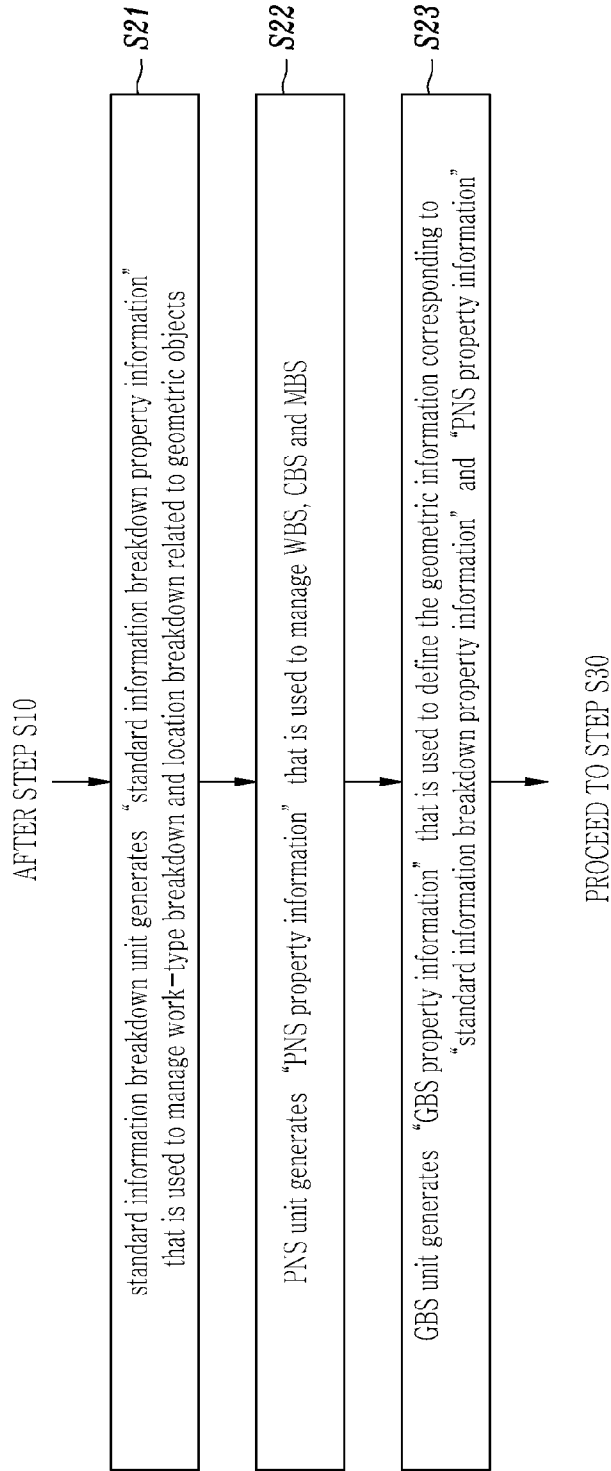 AFTER STEP S10
S21
standard information breakdown unit generates “standard information breakdown property information”
that is used to manage work-type breakdown and location breakdown related to geometric objects
S22
PNS unit generates “PNS property information” that is used to manage WBS, CBS and MBS
S23
GBS unit generates “GBS property information” that is used to define the geometric information corresponding to
“standard information breakdown property information” and “PNS property information”
PROCEED TO STEP S30